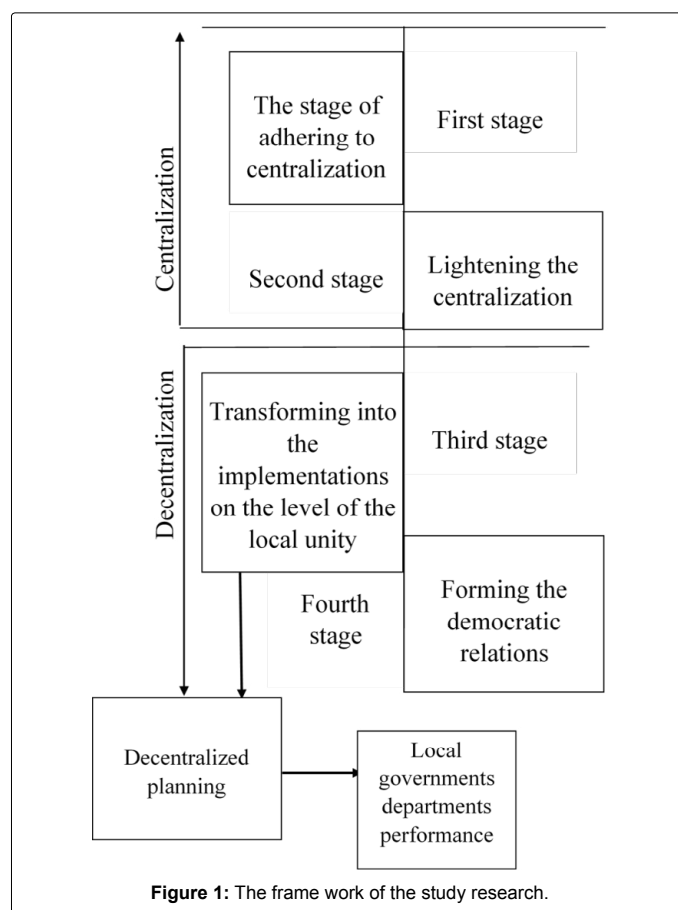 Centralization
The stage of
adhering to
centralization
First stage
Second stage
Lightening the
centralization
Decentralization
Transforming into
the
implementations
on the level of the
local unity
Third stage
Fourth
stage
Forming the
democratic
relations
Decentralized
planning
Local
governments
departments
performance
Figure 1: The frame work of the study research.